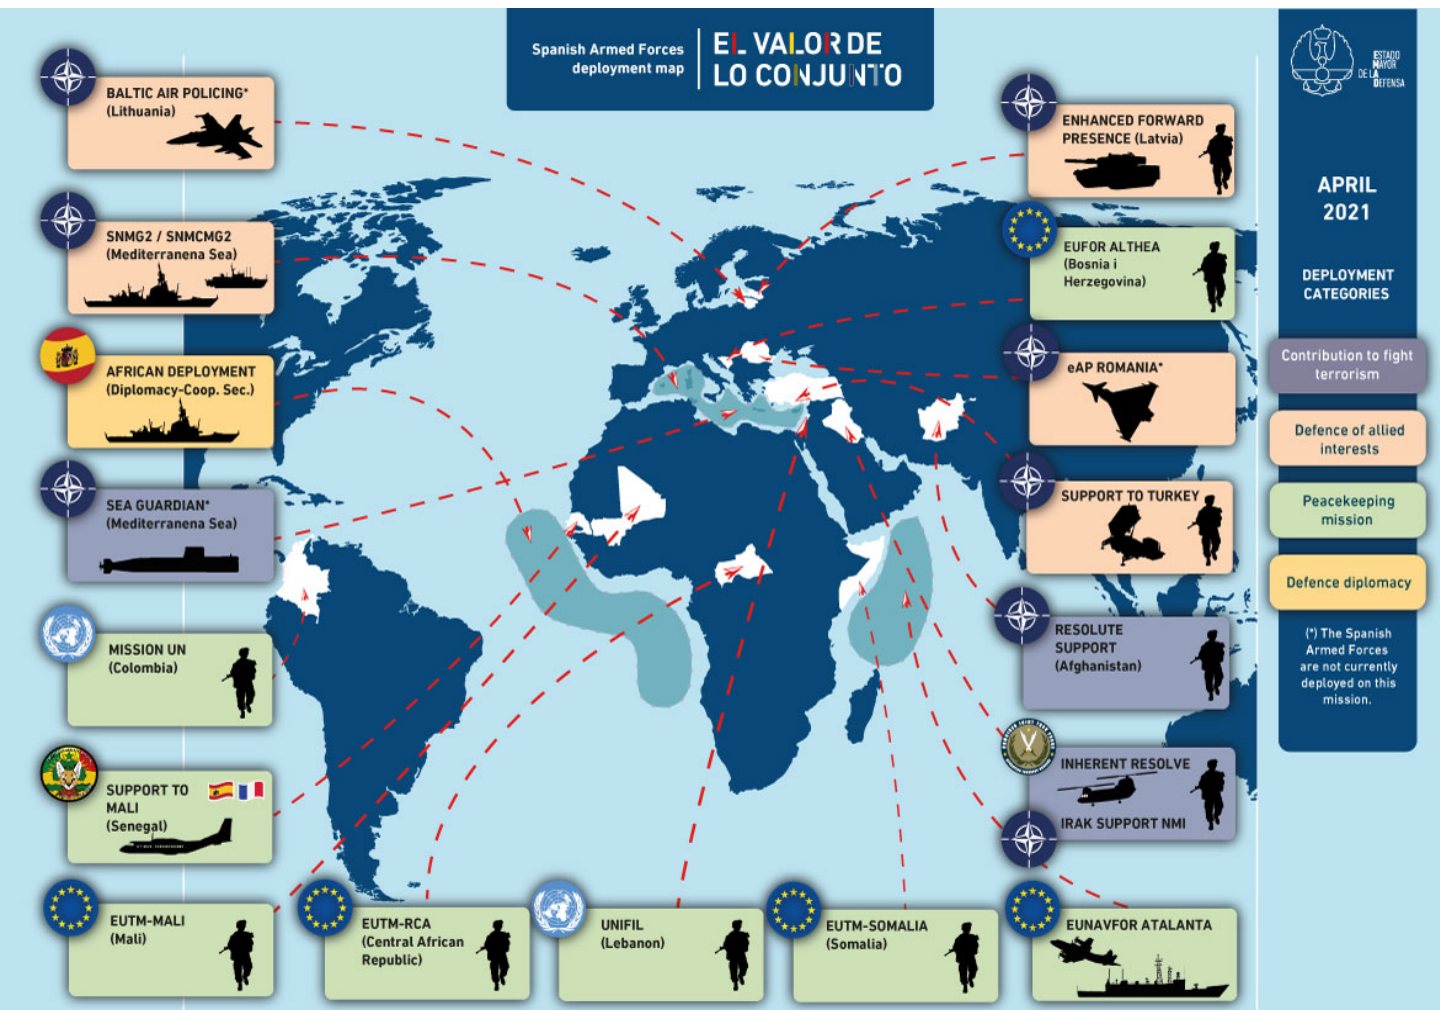 Spanish Armed Forces
deployment map
EL VALOR DE
LO CONJUNTO
ESTADO
MAYOR
DE LA
DEFENSA
BALTIC AIR POLICING*
(Lithuania)
SNMG2 / SNMCMG2
(Mediterranena Sea)
AFRICAN DEPLOYMENT
(Diplomacy-Coop. Sec.)
SEA GUARDIAN*
(Mediterranena Sea)
MISSION UN
(Colombia)
SUPPORT TO
MALI
(Senegal)
EUTM-MALI
(Mali)
EUTM-RCA
(Central African
Republic)
UNIFIL
(Lebanon)
EUTM-SOMALIA
(Somalia)
EUNAVFOR ATALANTA
ENHANCED FORWARD
PRESENCE (Latvia)
EUFOR ALTHEA
(Bosnia i
Herzegovina)
eAP ROMANIA*
SUPPORT TO TURKEY
RESOLUTE
SUPPORT
(Afghanistan)
INHERENT RESOLVE
IRAK SUPPORT NMI
APRIL
2021
DEPLOYMENT
CATEGORIES
Contribution to fight
terrorism
Defence of allied
interests
Peacekeeping
mission
Defence diplomacy
(*) The Spanish
Armed Forces
are not currently
deployed on this
mission.